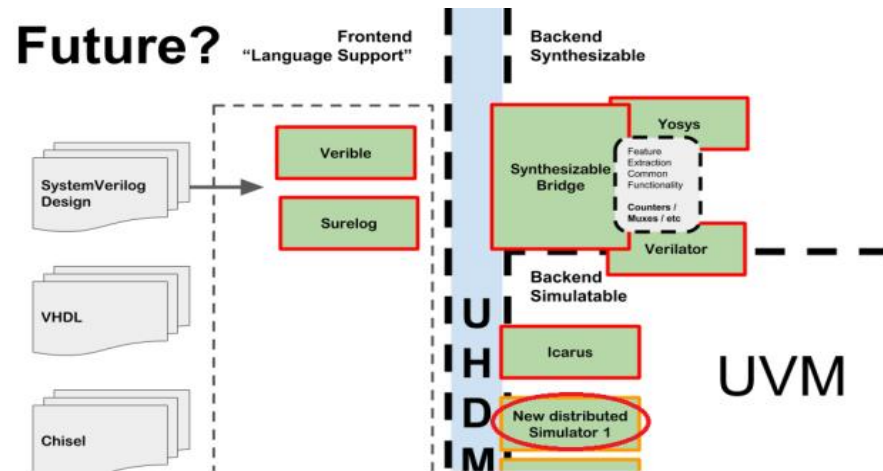 Future?
Frontend
“Language Support”
Backend
Synthesizable
SystemVerilog
Design
VHDL
Chisel
Verible
Surelog
U
H
D
M
Synthesizable
Bridge
Yosys
Feature
Extraction
Common
Functionality
Counters /
Muxes / etc
Verilator
Backend
Simulatable
Icarus
New distributed
Simulator 1
UVM